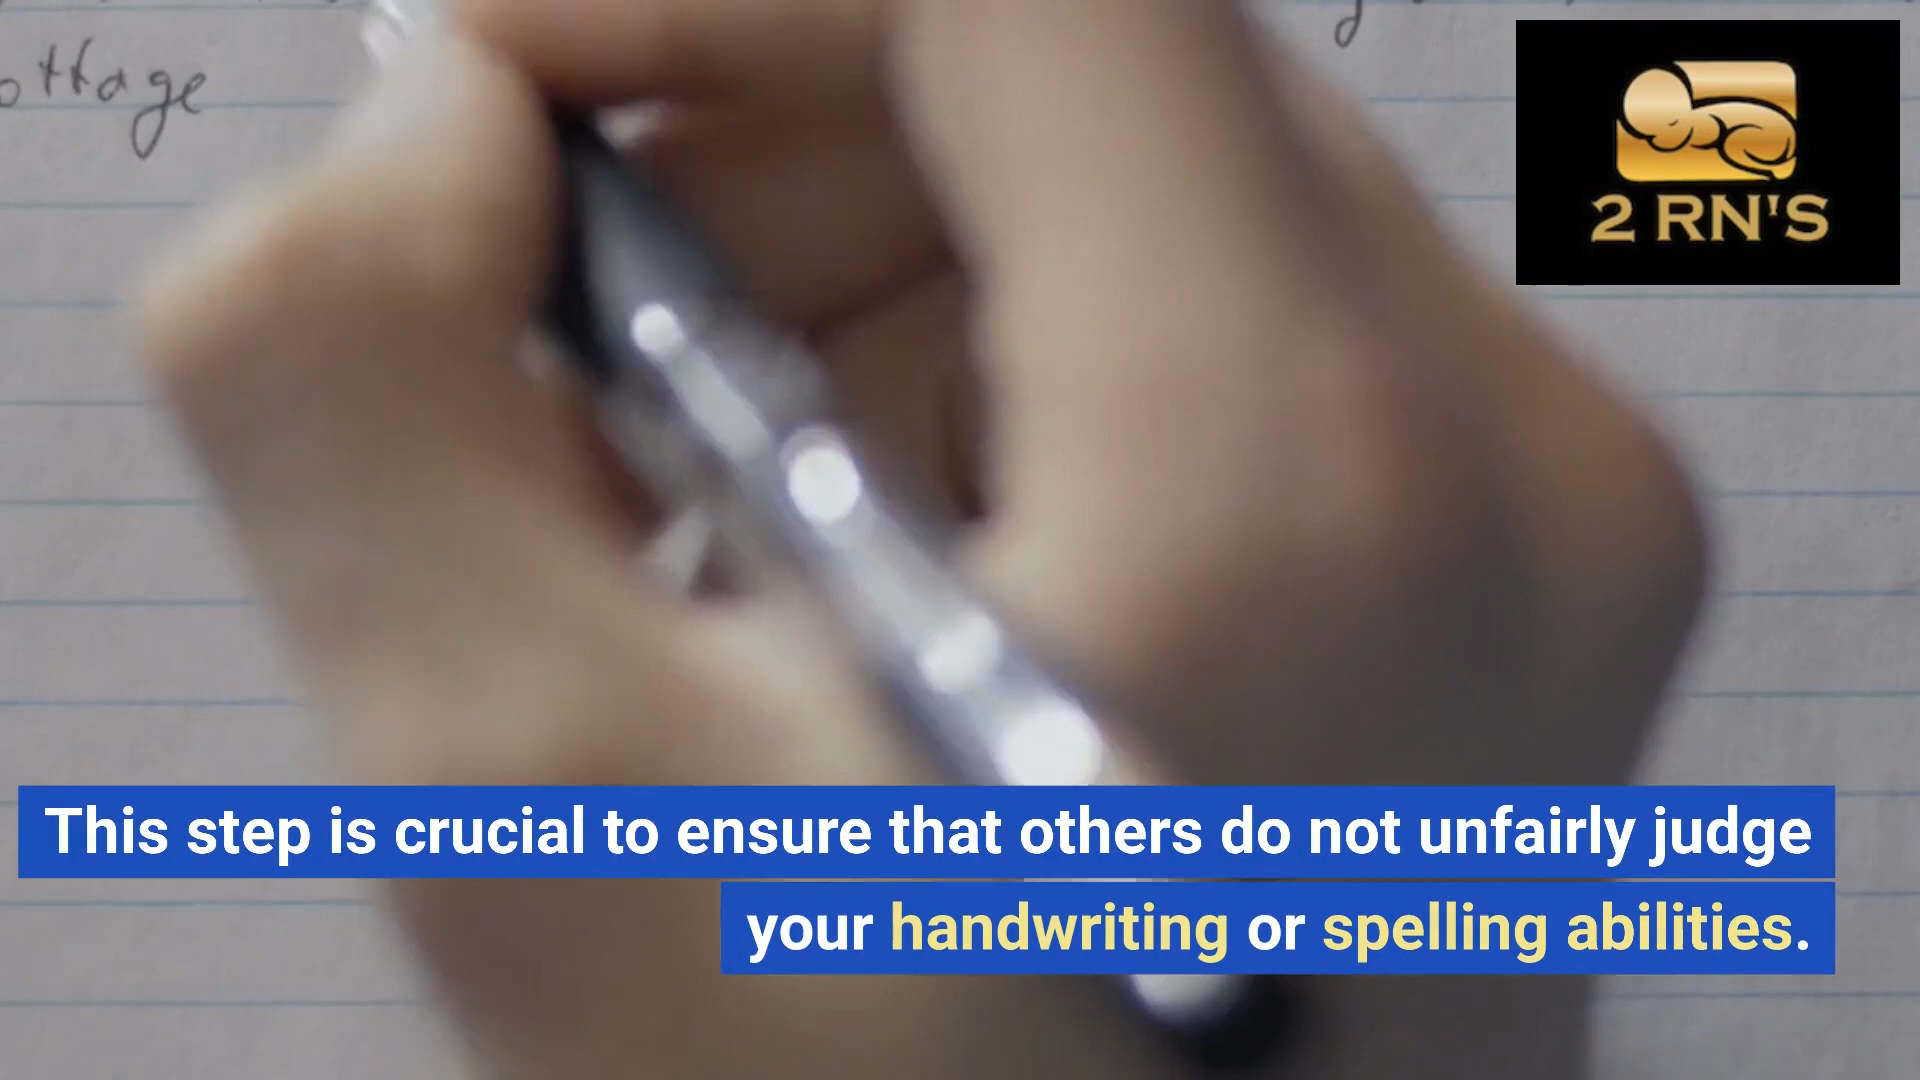 ottage
2 RN'S
This step is crucial to ensure that others do not unfairly judge
your handwriting or spelling abilities.